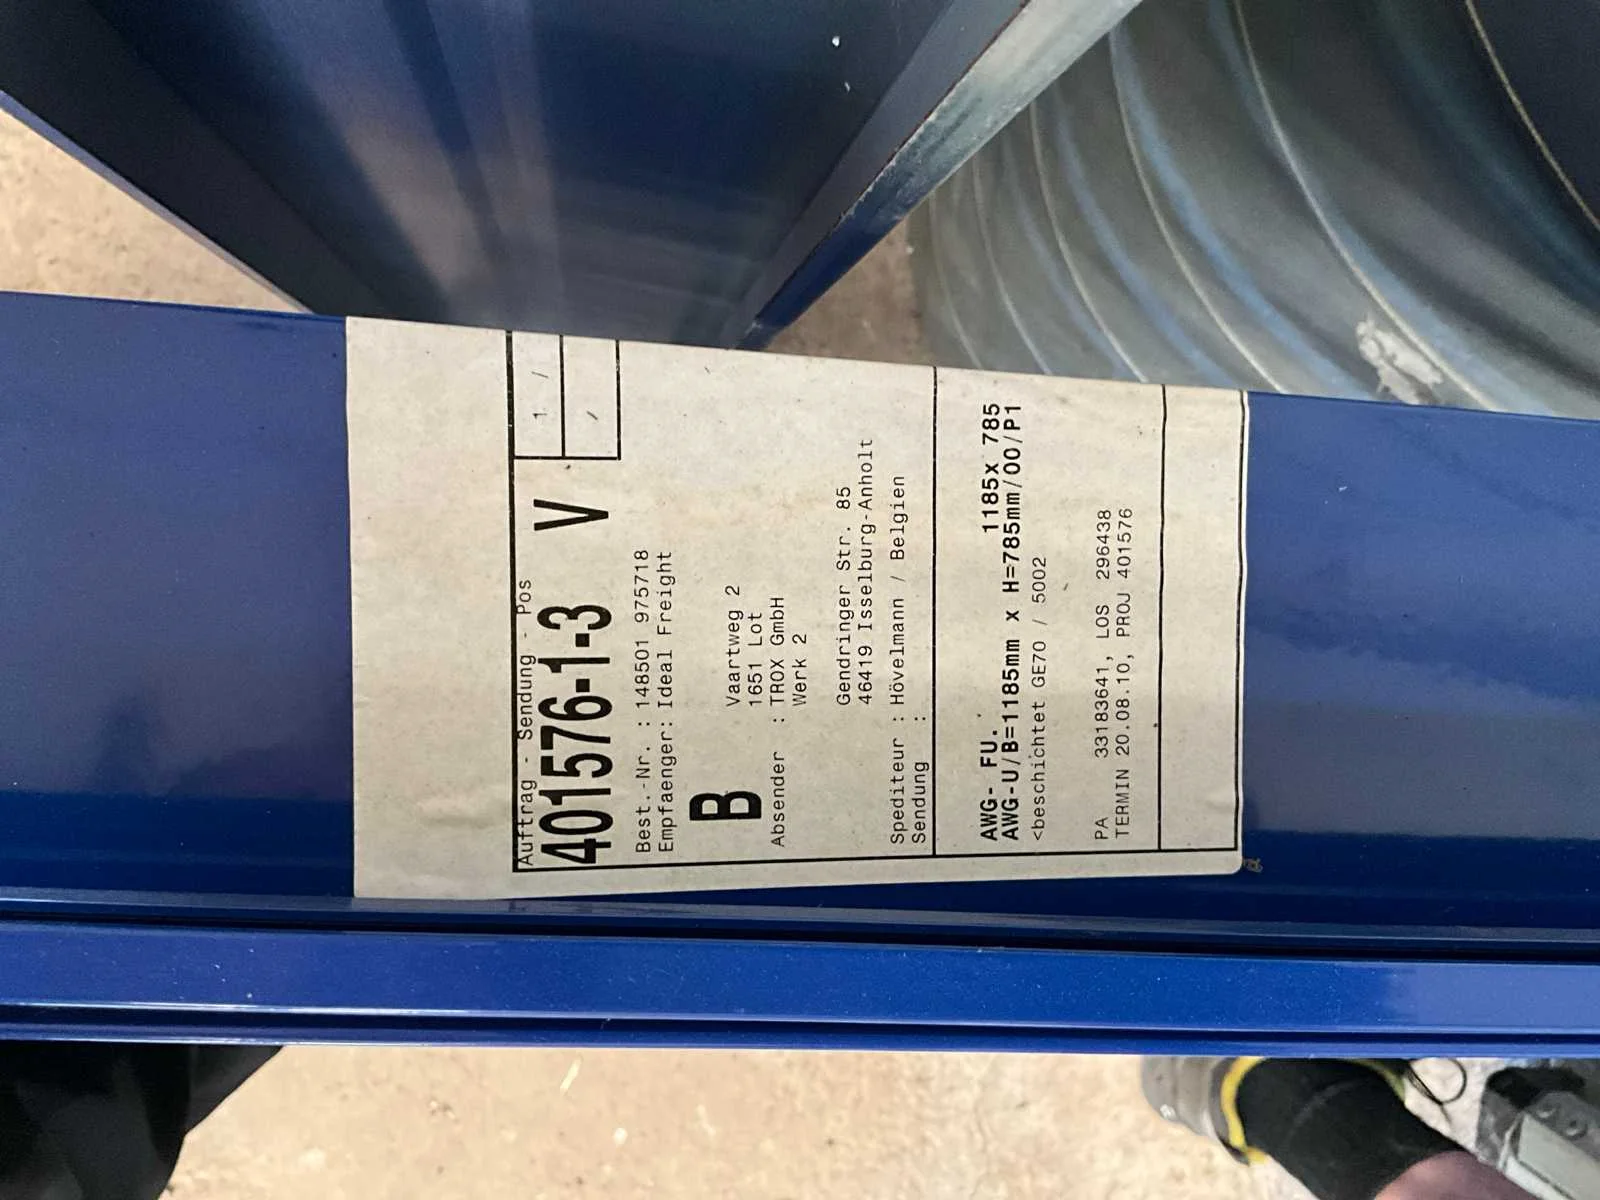 Auftrag - Sendung - Pos
1 /
401576-1-3 V
/
Best.-Nr. : 148501 975718
Empfaenger: Ideal Freight
B
Vaartweg 2
1651 Lot
Absender : TROX GmbH
Werk 2
Gendringer Str. 85
46419 Isselburg-Anholt
Spediteur : Hövelmann / Belgien
Sendung :
AWG- FU. 1185x 785
AWG-U/B=1185mm x H=785mm/00/P1
<beschichtet GE70 / 5002
PA 33183641, LOS 296438
TERMIN 20.08.10, PROJ 401576